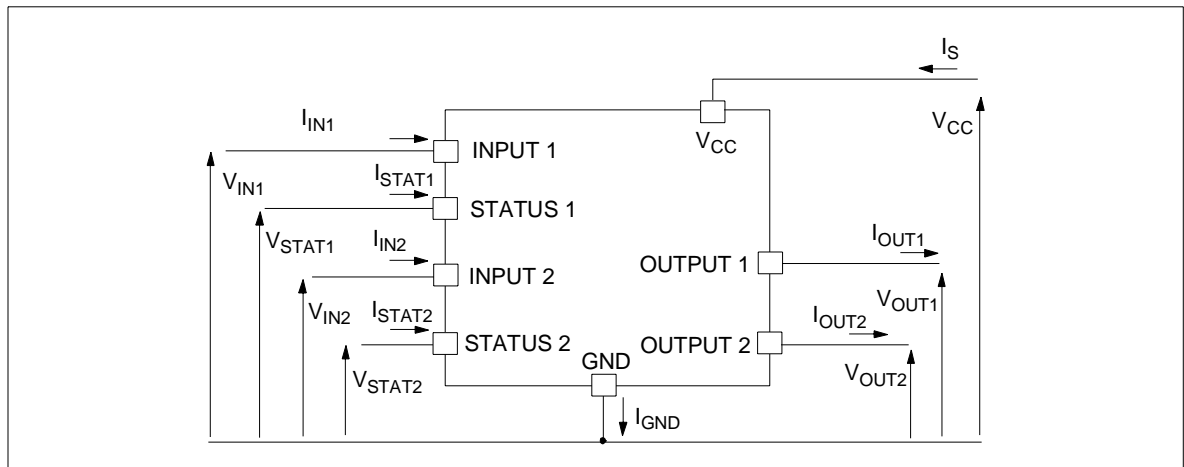 I_S
V_CC
V_CC
I_IN1
INPUT 1
V_IN1
I_STAT1
STATUS 1
V_STAT1
I_IN2
INPUT 2
V_IN2
I_STAT2
STATUS 2
V_STAT2
GND
I_GND
OUTPUT 1
I_OUT1
V_OUT1
OUTPUT 2
I_OUT2
V_OUT2